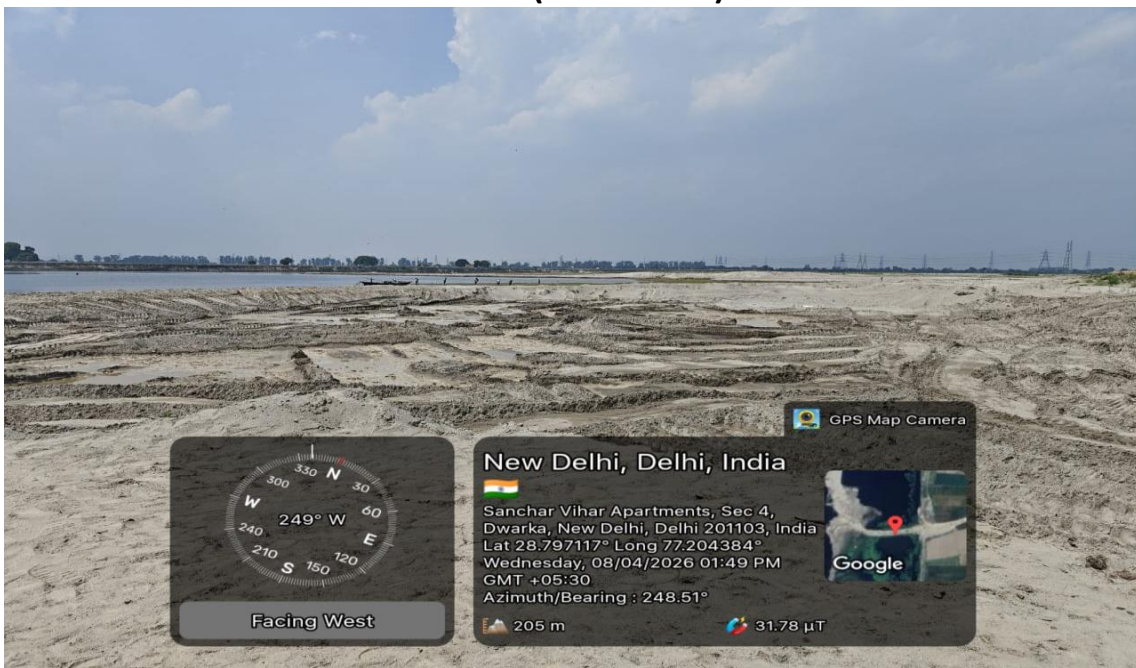 GPS Map Camera
330 N 30
300 60
W E
249° W
240 120
210 S 150
Facing West
New Delhi, Delhi, India
Sanchar Vihar Apartments, Sec 4,
Dwarka, New Delhi, Delhi 201103, India
Lat 28.797117° Long 77.204384°
Wednesday, 08/04/2026 01:49 PM
GMT +05:30
Azimuth/Bearing : 248.51°
Google
205 m
31.78 µT